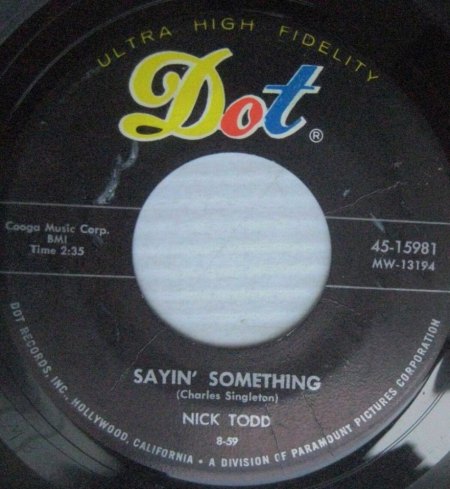 ULTRA HIGH FIDELITY
Dot®
Cooga Music Corp.
BMI
Time 2:35
45-15981
MW-13194
SAYIN' SOMETHING
(Charles Singleton)
NICK TODD
8-59
DOT RECORDS, INC., HOLLYWOOD, CALIFORNIA • A DIVISION OF PARAMOUNT PICTURES CORPORATION